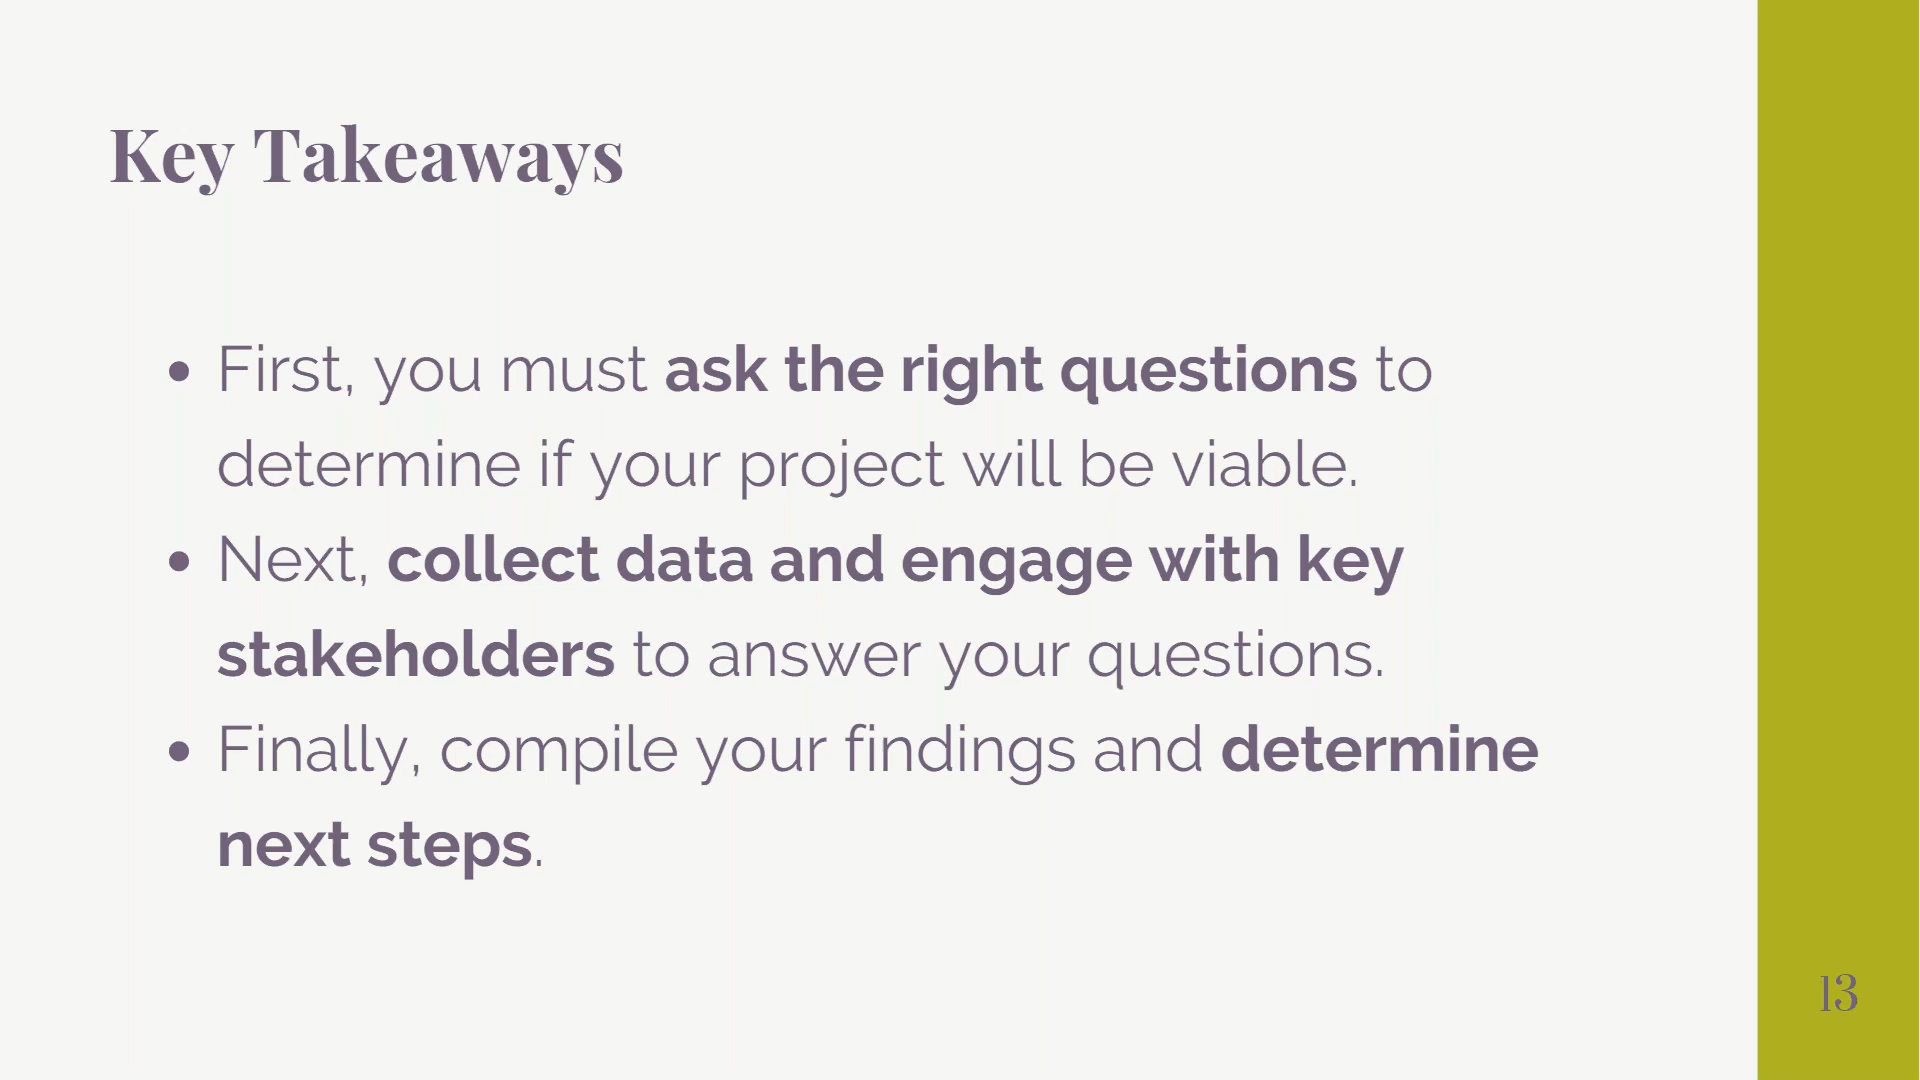 Key Takeaways
• First, you must ask the right questions to
determine if your project will be viable.
• Next, collect data and engage with key
stakeholders to answer your questions.
• Finally, compile your findings and determine
next steps.
13